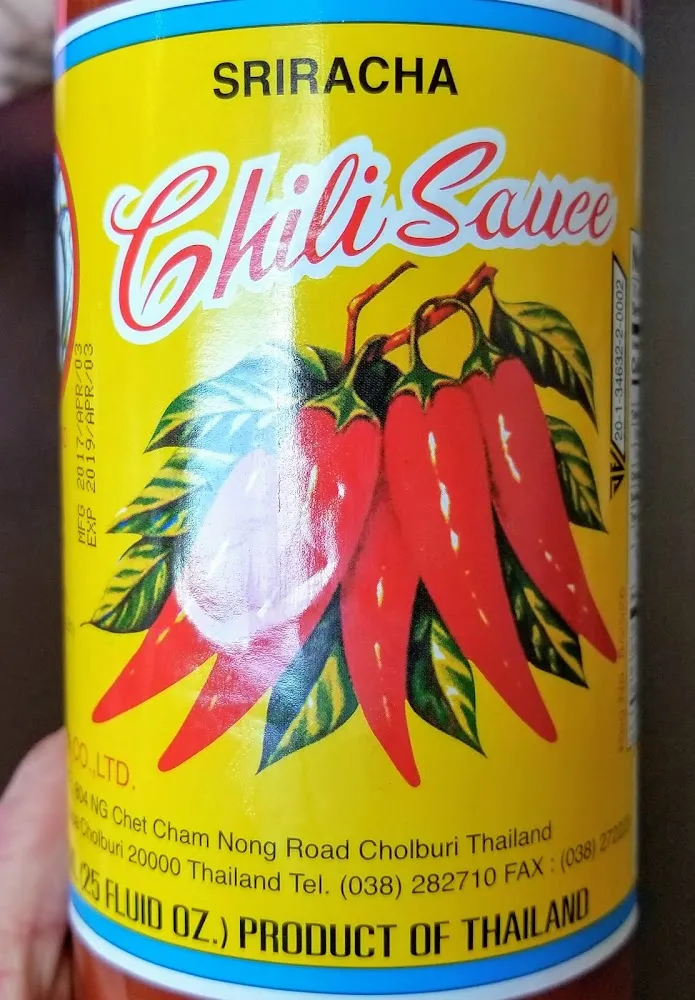 SRIRACHA
Chili Sauce
MFG 2017/APR/03
EXP 2019/APR/03
20-1-34632-2-0002
CO.,LTD.
NG Chet Cham Nong Road Cholburi Thailand
Cholburi 20000 Thailand Tel. (038) 282710 FAX : (038)
(25 FLUID OZ.) PRODUCT OF THAILAND